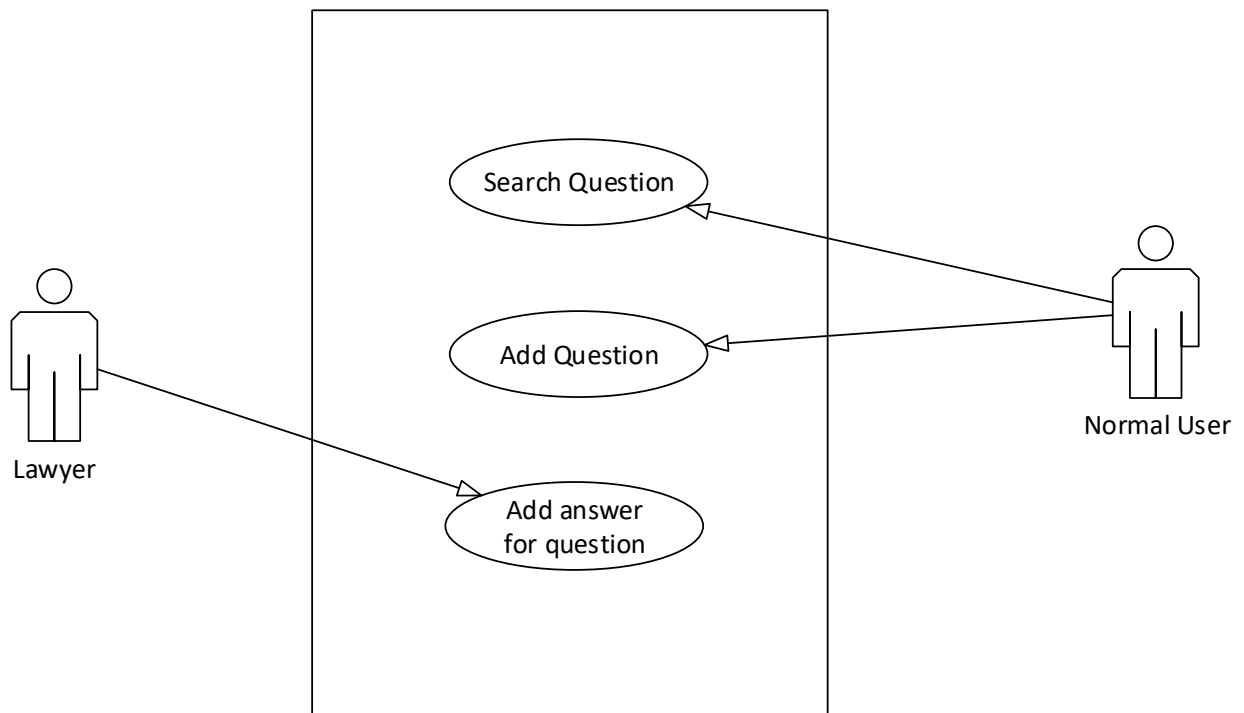 Search Question
Add Question
Normal User
Lawyer
Add answer
for question